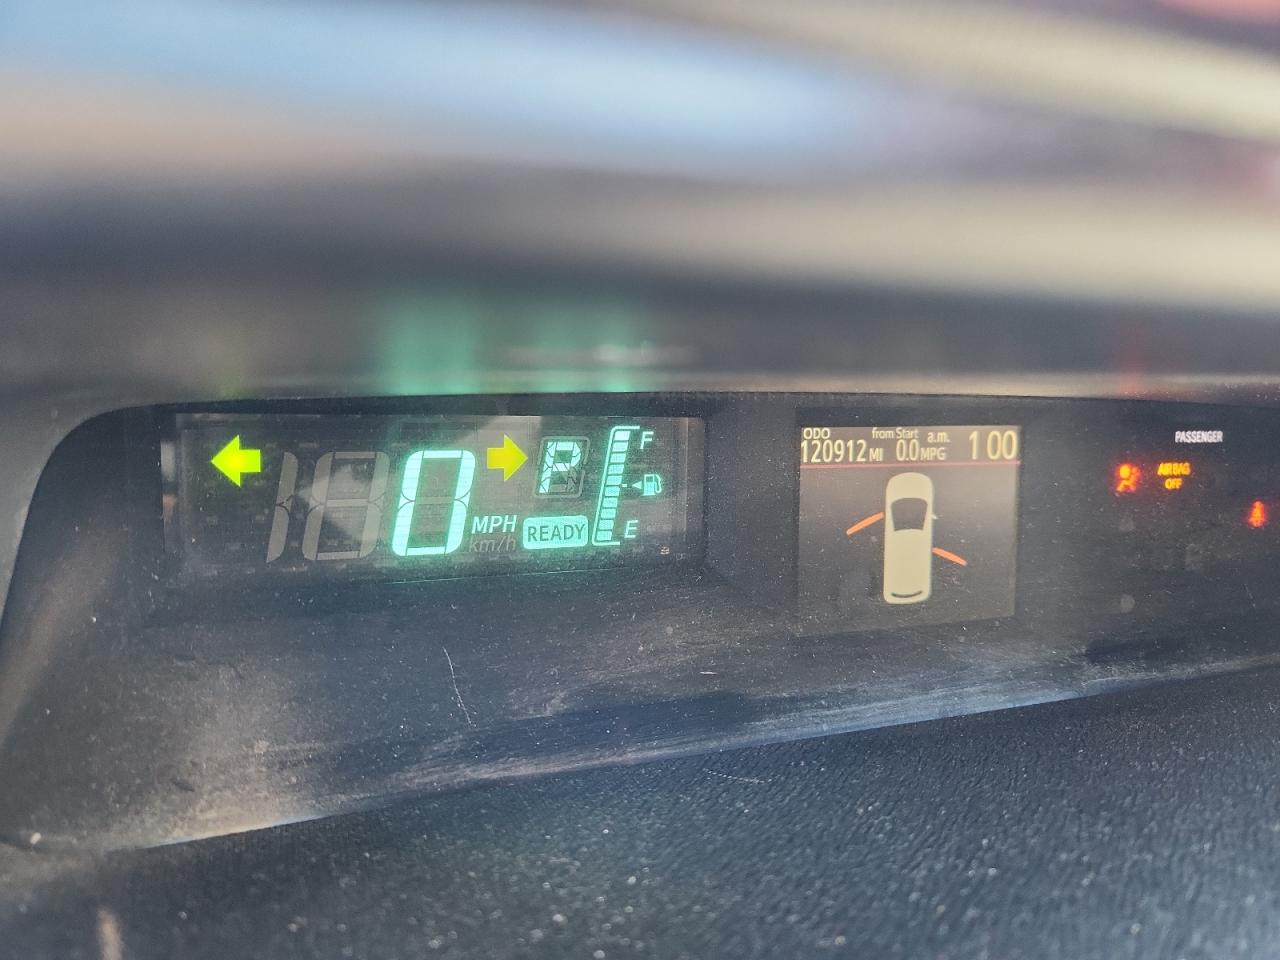 0
MPH
km/h
P
READY
F
E
ODO
120912 MI
from Start
0.0 MPG
a.m. 1 00
PASSENGER
AIR BAG
OFF